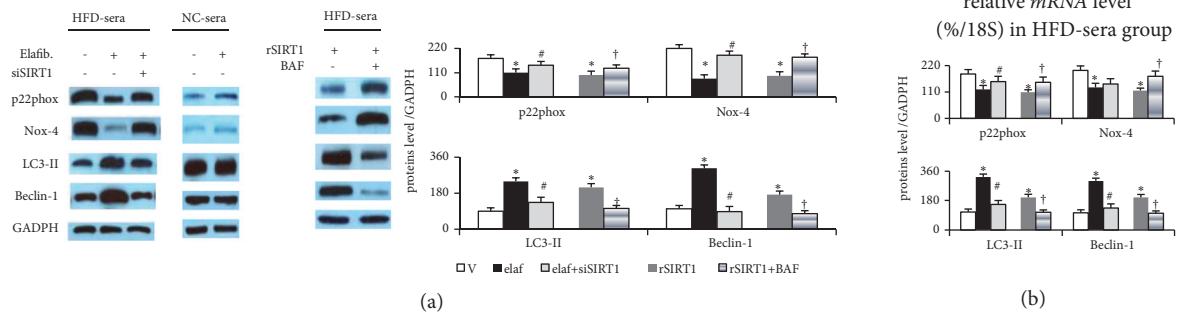 HFD-sera NC-sera
Elafib. - + + - +
siSIRT1 +
p22phox
Nox-4
LC3-II
Beclin-1
GADPH
HFD-sera
rSIRT1 + +
BAF +
proteins level /GADPH
220
110
0
* # * †
* # * †
p22phox Nox-4
360
180
0
* # * †
* # * †
LC3-II Beclin-1
V elaf elaf+siSIRT1 rSIRT1 rSIRT1+BAF
(a)
relative mRNA level
(%/18S) in HFD-sera group
proteins level /GADPH
220
110
0
* # * †
* * †
p22phox Nox-4
360
180
0
* # * †
* # * †
LC3-II Beclin-1
(b)